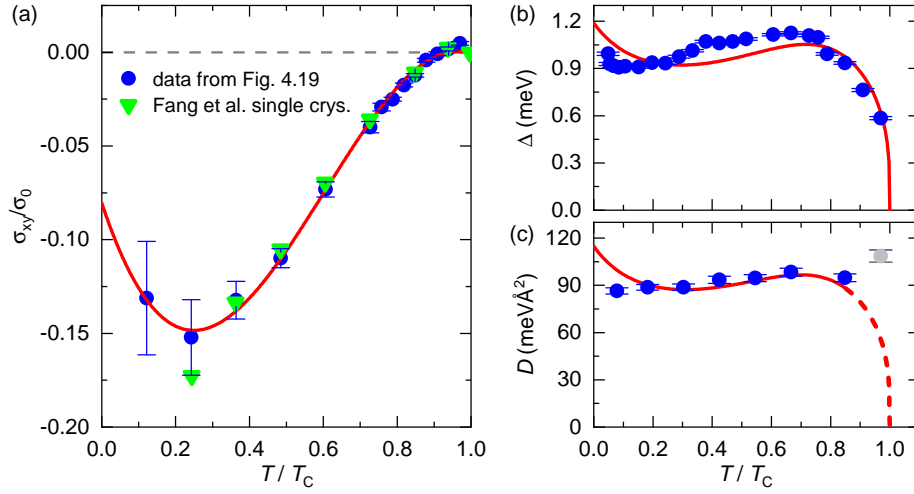 (a)
0.00
-0.05
-0.10
-0.15
-0.20
σxy/σ0
data from Fig. 4.19
Fang et al. single crys.
0.0 0.2 0.4 0.6 0.8 1.0
T / TC
(b)
1.2
0.9
0.6
0.3
0.0
Δ (meV)
(c)
120
90
60
30
0
D (meVÅ²)
0.0 0.2 0.4 0.6 0.8 1.0
T / TC